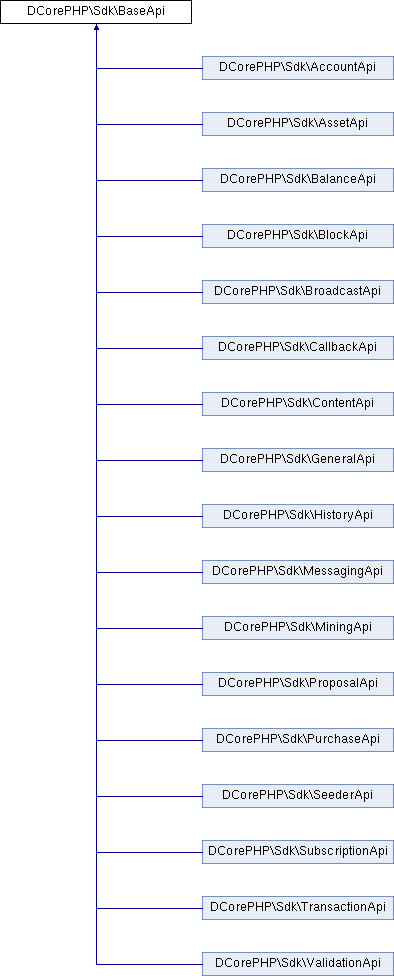 DCorePHP\Sdk\BaseApi
DCorePHP\Sdk\AccountApi
DCorePHP\Sdk\AssetApi
DCorePHP\Sdk\BalanceApi
DCorePHP\Sdk\BlockApi
DCorePHP\Sdk\BroadcastApi
DCorePHP\Sdk\CallbackApi
DCorePHP\Sdk\ContentApi
DCorePHP\Sdk\GeneralApi
DCorePHP\Sdk\HistoryApi
DCorePHP\Sdk\MessagingApi
DCorePHP\Sdk\MiningApi
DCorePHP\Sdk\ProposalApi
DCorePHP\Sdk\PurchaseApi
DCorePHP\Sdk\SeederApi
DCorePHP\Sdk\SubscriptionApi
DCorePHP\Sdk\TransactionApi
DCorePHP\Sdk\ValidationApi